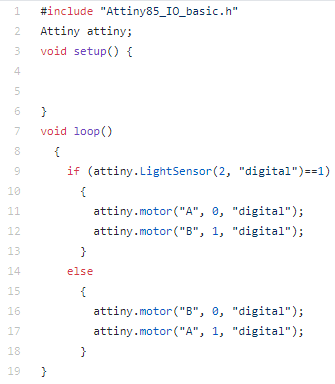 1 #include "Attiny85_IO_basic.h"
2 Attiny attiny;
3 void setup() {
4
5
6 }
7 void loop()
8 {
9 if (attiny.LightSensor(2, "digital")==1)
10 {
11 attiny.motor("A", 0, "digital");
12 attiny.motor("B", 1, "digital");
13 }
14 else
15 {
16 attiny.motor("B", 0, "digital");
17 attiny.motor("A", 1, "digital");
18 }
19 }